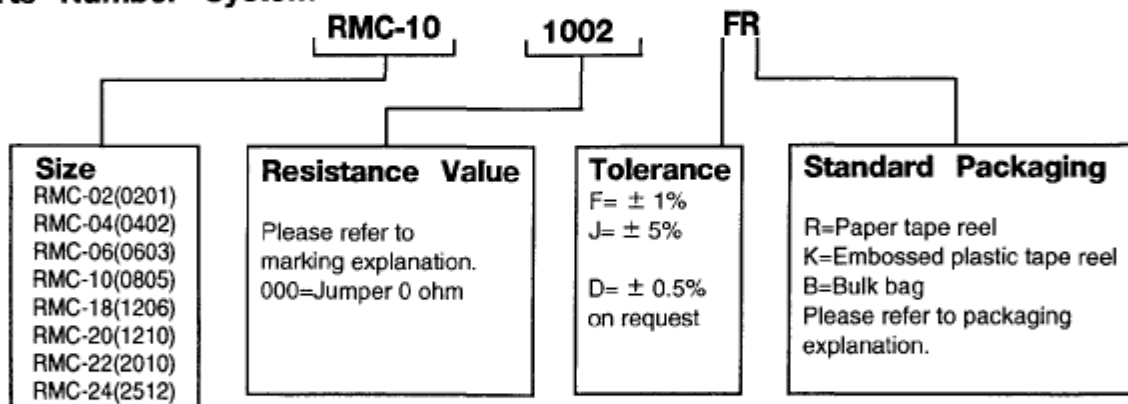 Number System
RMC-10 1002 FR
Size
RMC-02(0201)
RMC-04(0402)
RMC-06(0603)
RMC-10(0805)
RMC-18(1206)
RMC-20(1210)
RMC-22(2010)
RMC-24(2512)
Resistance Value
Please refer to
marking explanation.
000=Jumper 0 ohm
Tolerance
F= ± 1%
J= ± 5%
D= ± 0.5%
on request
Standard Packaging
R=Paper tape reel
K=Embossed plastic tape reel
B=Bulk bag
Please refer to packaging
explanation.